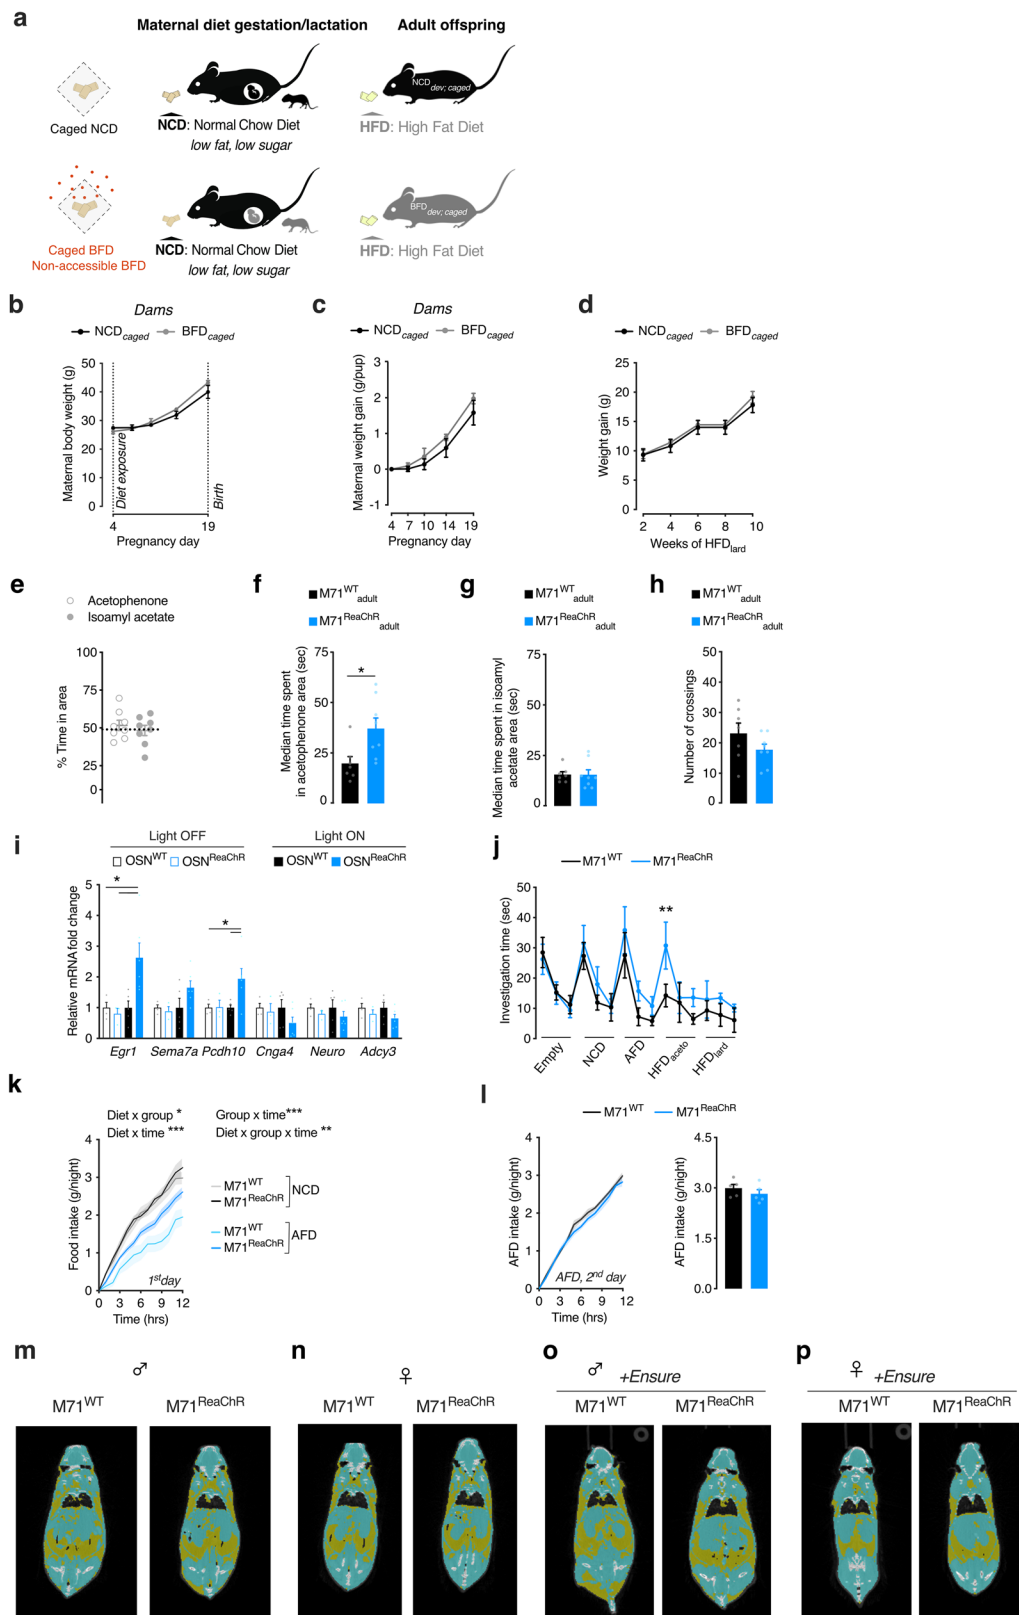 a
Maternal diet gestation/lactation
Adult offspring
Caged NCD
NCD: Normal Chow Diet
low fat, low sugar
NCD
dev; caged
HFD: High Fat Diet
Caged BFD
Non-accessible BFD
NCD: Normal Chow Diet
low fat, low sugar
BFD
dev; caged
HFD: High Fat Diet
b
Dams
NCDcaged
BFDcaged
Maternal body weight (g)
50
40
30
20
10
0
Diet exposure
Birth
4
19
Pregnancy day
c
Dams
NCDcaged
BFDcaged
Maternal weight gain (g/pup)
3
2
1
0
-1
4 7 10 14 19
Pregnancy day
d
NCDcaged
BFDcaged
Weight gain (g)
25
20
15
10
5
0
2 4 6 8 10
Weeks of HFDlard
e
Acetophenone
Isoamyl acetate
% Time in area
100
75
50
25
0
f
M71WT adult
M71ReaChR adult
Median time spent
in acetophenone area (sec)
75
50
25
0
*
g
M71WT adult
M71ReaChR adult
Median time spent in isoamyl
acetate area (sec)
75
50
25
0
h
M71WT adult
M71ReaChR adult
Number of crossings
50
40
30
20
10
0
i
Light OFF
Light ON
OSNWT
OSNReaChR
OSNWT
OSNReaChR
Relative mRNA fold change
5
4
3
2
1
0
*
*
Egr1 Sema7a Pcdh10 Cnga4 Neuro Adcy3
j
M71WT
M71ReaChR
Investigation time (sec)
50
40
30
20
10
0
**
Empty
NCD
AFD
HFDaceto
HFDlard
k
Diet x group *
Group x time***
Diet x time ***
Diet x group x time **
Food intake (g/night)
4
3
2
1
0
1st day
0 3 6 9 12
Time (hrs)
M71WT
M71ReaChR
NCD
M71WT
M71ReaChR
AFD
l
M71WT
M71ReaChR
AFD intake (g/night)
4
3
2
1
0
AFD, 2nd day
0 3 6 9 12
Time (hrs)
AFD intake (g/night)
4.5
3.0
1.5
0.0
m
♂
M71WT
M71ReaChR
n
♀
M71WT
M71ReaChR
o
♂ +Ensure
M71WT
M71ReaChR
p
♀ +Ensure
M71WT
M71ReaChR